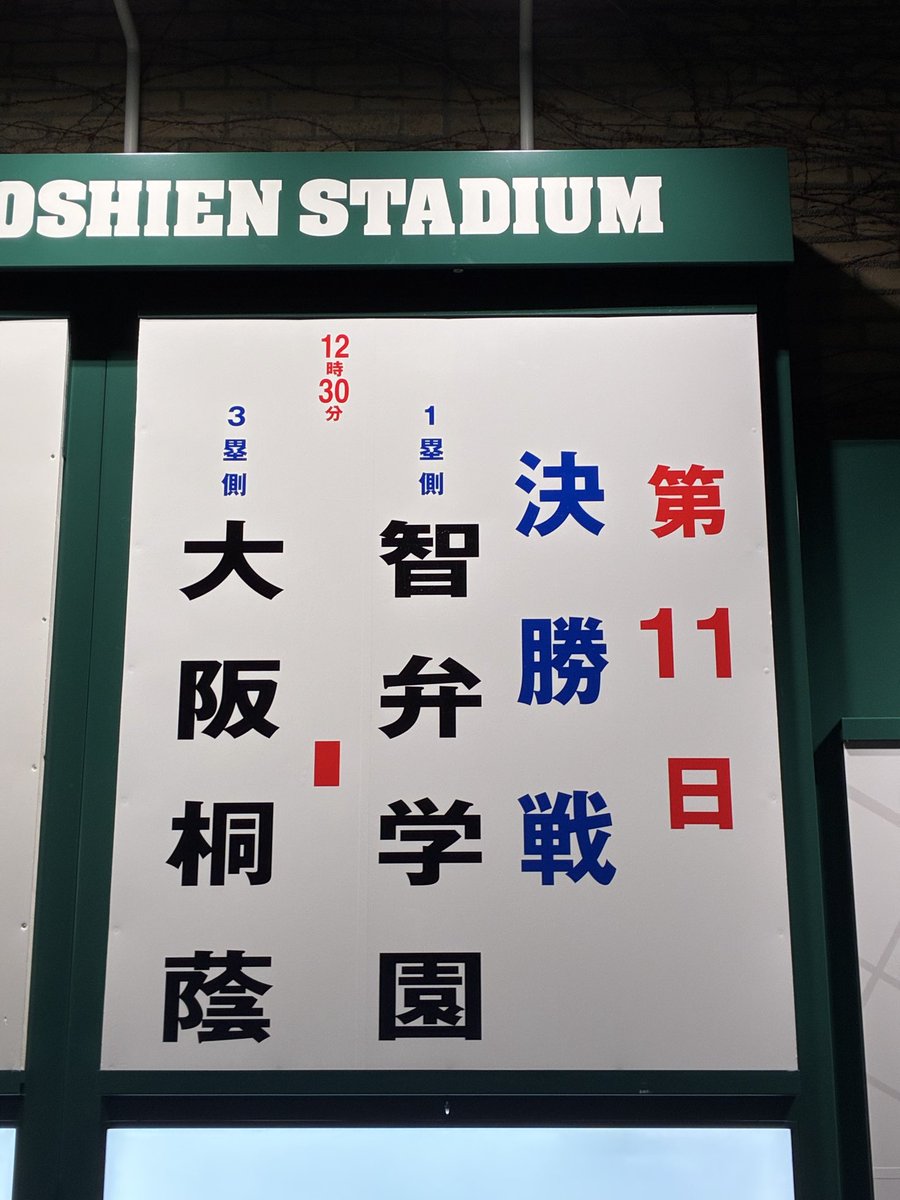 OSHIEN STADIUM
第11日
決勝戦
1塁側
智弁学園
12時30分
3塁側
大阪桐蔭